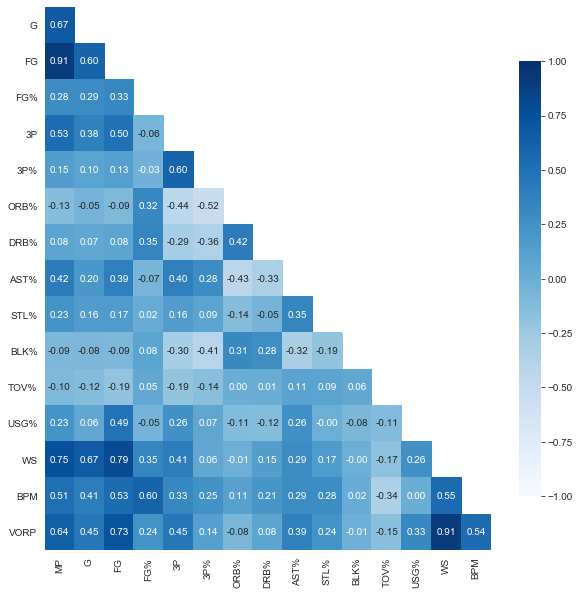 G 0.67
FG 0.91 0.60
FG% 0.28 0.29 0.33
3P 0.53 0.38 0.50 -0.06
3P% 0.15 0.10 0.13 -0.03 0.60
ORB% -0.13 -0.05 -0.09 0.32 -0.44 -0.52
DRB% 0.08 0.07 0.08 0.35 -0.29 -0.36 0.42
AST% 0.42 0.20 0.39 -0.07 0.40 0.28 -0.43 -0.33
STL% 0.23 0.16 0.17 0.02 0.16 0.09 -0.14 -0.05 0.35
BLK% -0.09 -0.08 -0.09 0.08 -0.30 -0.41 0.31 0.28 -0.32 -0.19
TOV% -0.10 -0.12 -0.19 0.05 -0.19 -0.14 0.00 0.01 0.11 0.09 0.06
USG% 0.23 0.06 0.49 -0.05 0.26 0.07 -0.11 -0.12 0.26 -0.00 -0.08 -0.11
WS 0.75 0.67 0.79 0.35 0.41 0.06 -0.01 0.15 0.29 0.17 -0.00 -0.17 0.26
BPM 0.51 0.41 0.53 0.60 0.33 0.25 0.11 0.21 0.29 0.28 0.02 -0.34 0.00 0.55
VORP 0.64 0.45 0.73 0.24 0.45 0.14 -0.08 0.08 0.39 0.24 -0.01 -0.15 0.33 0.91 0.54
MP G FG FG% 3P 3P% ORB% DRB% AST% STL% BLK% TOV% USG% WS BPM
1.00
0.75
0.50
0.25
0.00
−0.25
−0.50
−0.75
−1.00